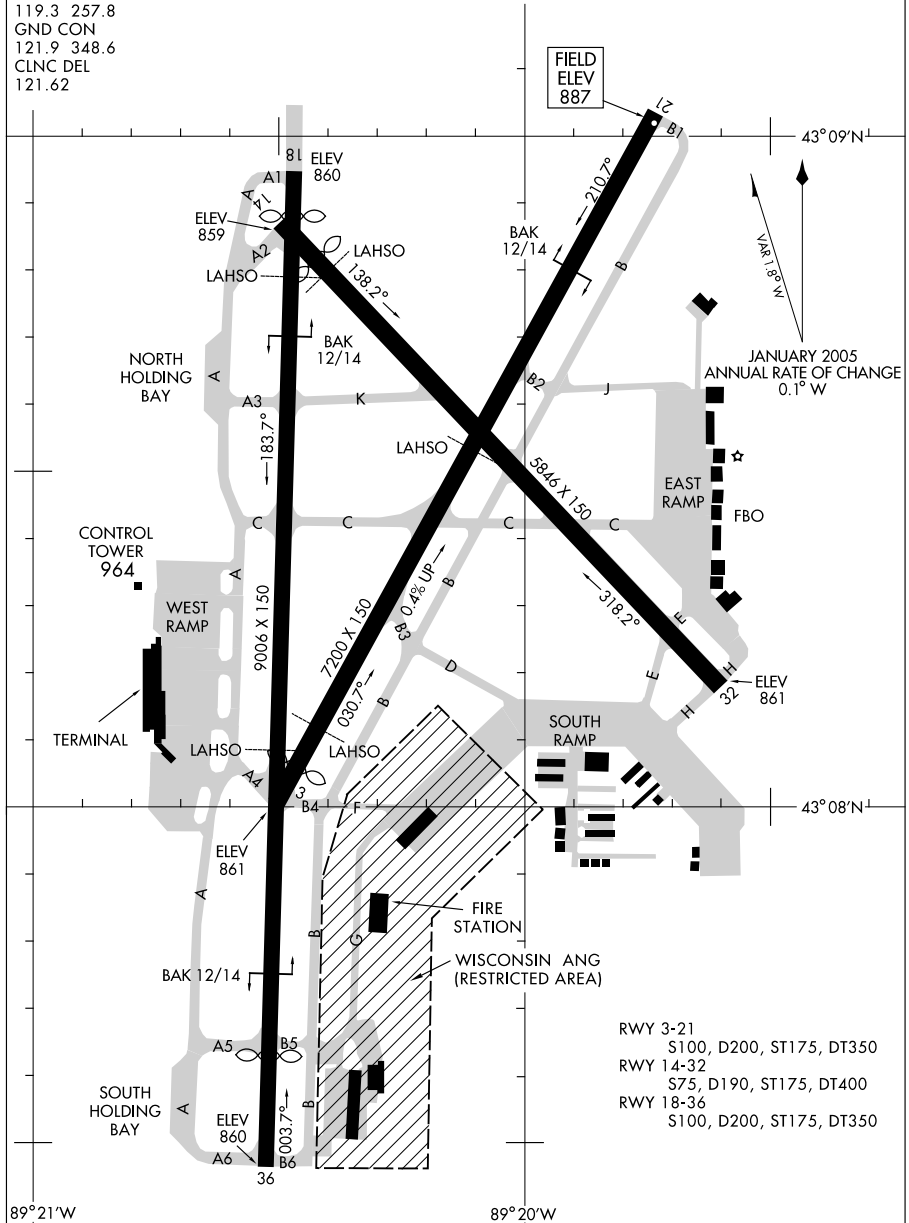 119.3 257.8
GND CON
121.9 348.6
CLNC DEL
121.62
FIELD
ELEV
887
21
B1
43°09'N
18
ELEV
860
A1
A
14
ELEV
859
A2
210.7°
BAK
12/14
B
VAR 1.8° W
LAHSO
LAHSO
138.2°
BAK
12/14
JANUARY 2005
ANNUAL RATE OF CHANGE
0.1° W
NORTH
HOLDING
BAY
A
A3
K
B2
J
183.7°
LAHSO
5846 X 150
EAST
RAMP
FBO
C
C
C
C
CONTROL
TOWER
964
A
WEST
RAMP
9006 X 150
7200 X 150
0.4% UP
B
318.2°
E
B3
D
E
H
H
32
ELEV
861
030.7°
B
TERMINAL
LAHSO
LAHSO
SOUTH
RAMP
A4
3
B4
F
43°08'N
ELEV
861
A
B
G
FIRE
STATION
WISCONSIN ANG
(RESTRICTED AREA)
BAK 12/14
A5
B5
SOUTH
HOLDING
BAY
A
B
ELEV
860
003.7°
A6
B6
36
RWY 3-21
S100, D200, ST175, DT350
RWY 14-32
S75, D190, ST175, DT400
RWY 18-36
S100, D200, ST175, DT350
89°21'W
89°20'W